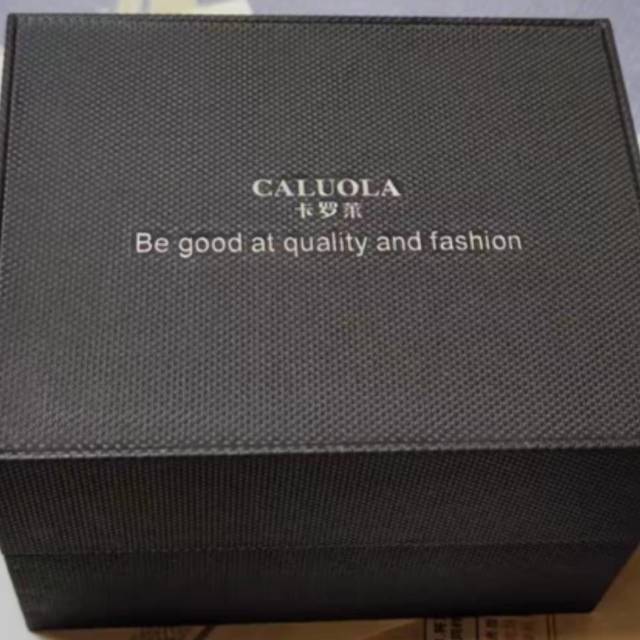 CALUOLA
卡罗莱
Be good at quality and fashion